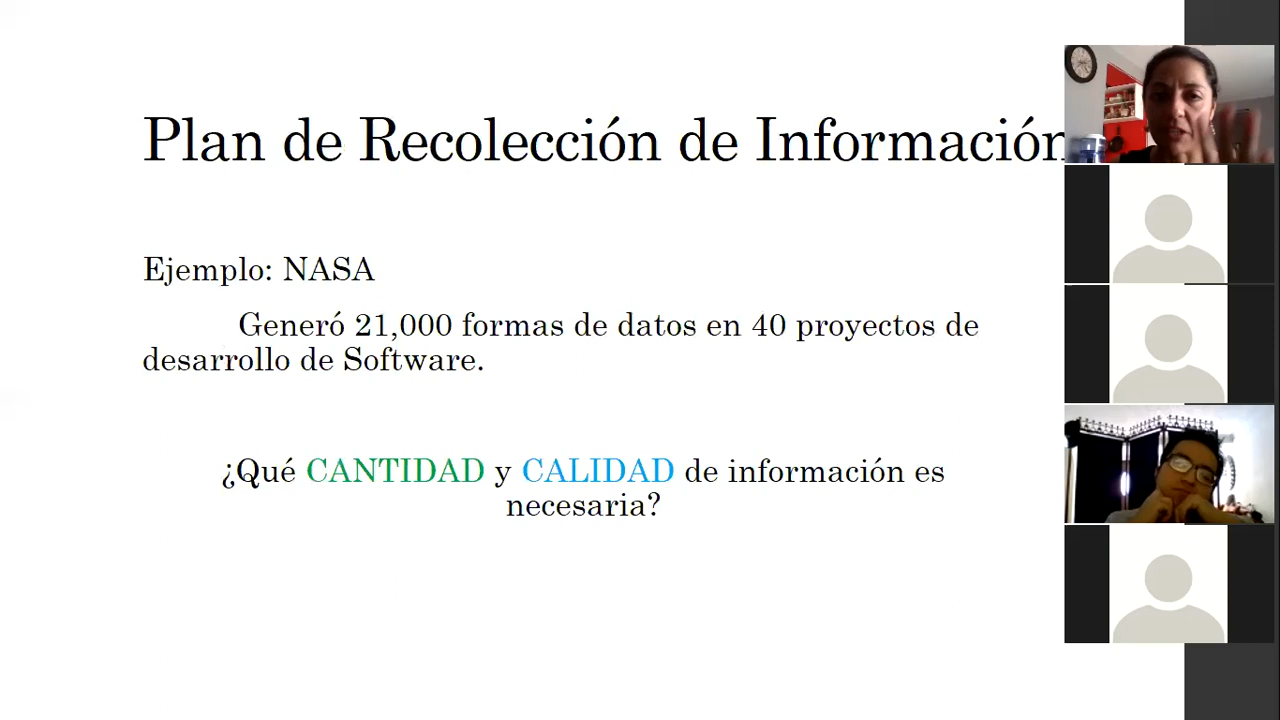 Plan de Recolección de Información
Ejemplo: NASA
Generó 21,000 formas de datos en 40 proyectos de
desarrollo de Software.
¿Qué CANTIDAD y CALIDAD de información es
necesaria?